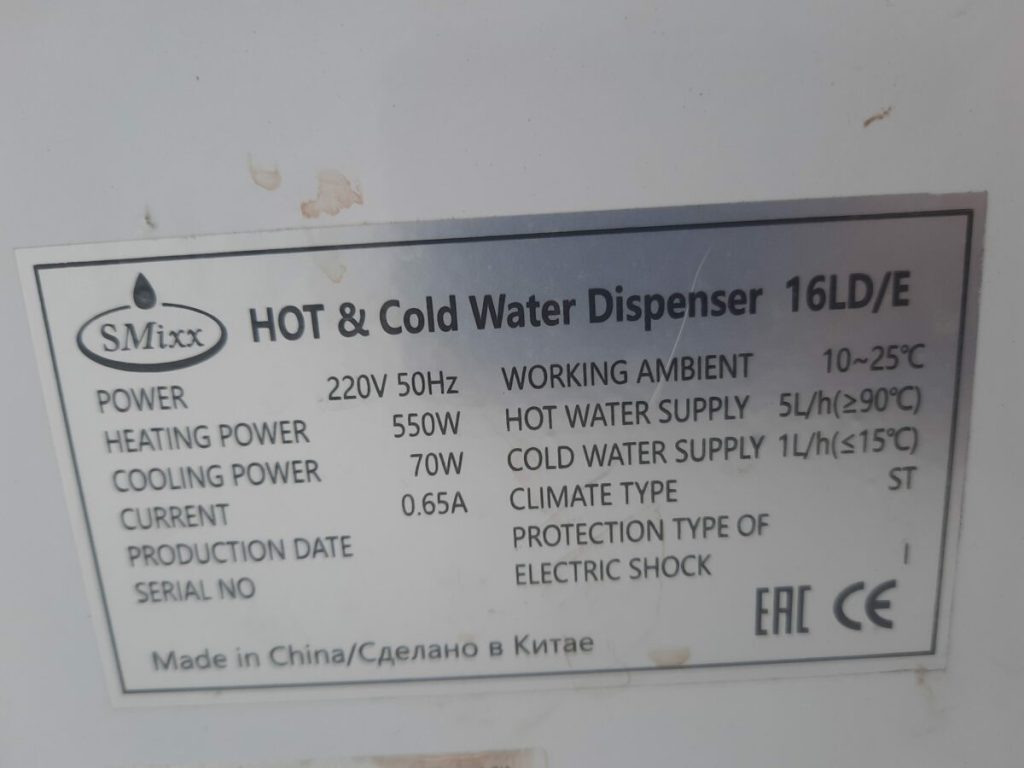 SMixx
HOT & Cold Water Dispenser 16LD/E
POWER 220V 50Hz
HEATING POWER 550W
COOLING POWER 70W
CURRENT 0.65A
PRODUCTION DATE
SERIAL NO
WORKING AMBIENT 10~25℃
HOT WATER SUPPLY 5L/h(≥90℃)
COLD WATER SUPPLY 1L/h(≤15℃)
CLIMATE TYPE ST
PROTECTION TYPE OF
ELECTRIC SHOCK I
EAC CE
Made in China/Сделано в Китае